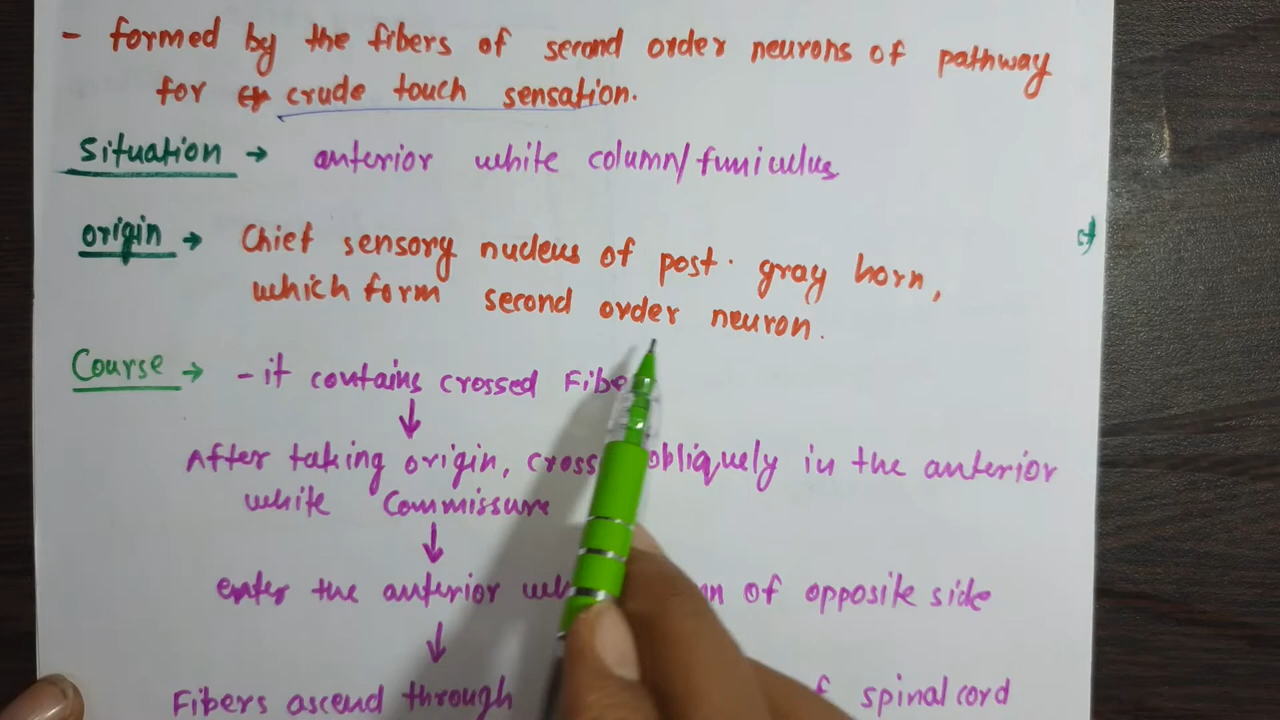 - formed by the fibers of second order neurons of pathway
for crude touch sensation.
Situation → anterior white column/funiculus
origin → Chief sensory nucleus of post. gray horn,
which form second order neuron.
Course → - it contains crossed
↓
After taking origin, obliquely in the anterior
white Commissure
↓
enter the anterior of opposite side
↓
Fibers ascend through spinal cord